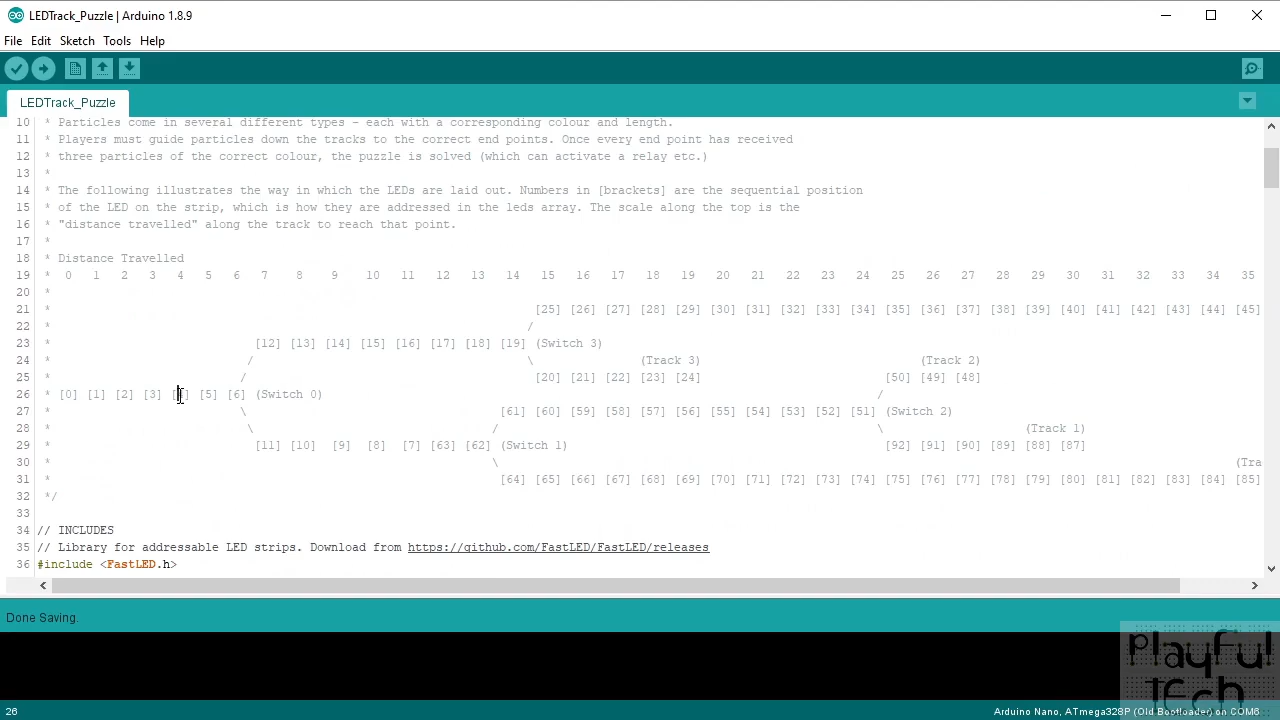 LEDTrack_Puzzle | Arduino 1.8.9
File Edit Sketch Tools Help
LEDTrack_Puzzle
10 * Particles come in several different types - each with a corresponding colour and length.
11 * Players must guide particles down the tracks to the correct end points. Once every end point has received
12 * three particles of the correct colour, the puzzle is solved (which can activate a relay etc.)
13 *
14 * The following illustrates the way in which the LEDs are laid out. Numbers in [brackets] are the sequential position
15 * of the LED on the strip, which is how they are addressed in the leds array. The scale along the top is the
16 * "distance travelled" along the track to reach that point.
17 *
18 * Distance Travelled
19 * 0 1 2 3 4 5 6 7 8 9 10 11 12 13 14 15 16 17 18 19 20 21 22 23 24 25 26 27 28 29 30 31 32 33 34 35
20 *
21 * [25] [26] [27] [28] [29] [30] [31] [32] [33] [34] [35] [36] [37] [38] [39] [40] [41] [42] [43] [44] [45]
22 * /
23 * [12] [13] [14] [15] [16] [17] [18] [19] (Switch 3)
24 * / \ (Track 3) (Track 2)
25 * / [20] [21] [22] [23] [24] [50] [49] [48]
26 * [0] [1] [2] [3] [4] [5] [6] (Switch 0) /
27 * \ [61] [60] [59] [58] [57] [56] [55] [54] [53] [52] [51] (Switch 2)
28 * \ / \ (Track 1)
29 * [11] [10] [9] [8] [7] [63] [62] (Switch 1) [92] [91] [90] [89] [88] [87]
30 * \ (Tra
31 * [64] [65] [66] [67] [68] [69] [70] [71] [72] [73] [74] [75] [76] [77] [78] [79] [80] [81] [82] [83] [84] [85]
32 */
33
34 // INCLUDES
35 // Library for addressable LED strips. Download from https://github.com/FastLED/FastLED/releases
36 #include <FastLED.h>
Done Saving.
Playful
Tech
26 Arduino Nano, ATmega328P (Old Bootloader) on COM6